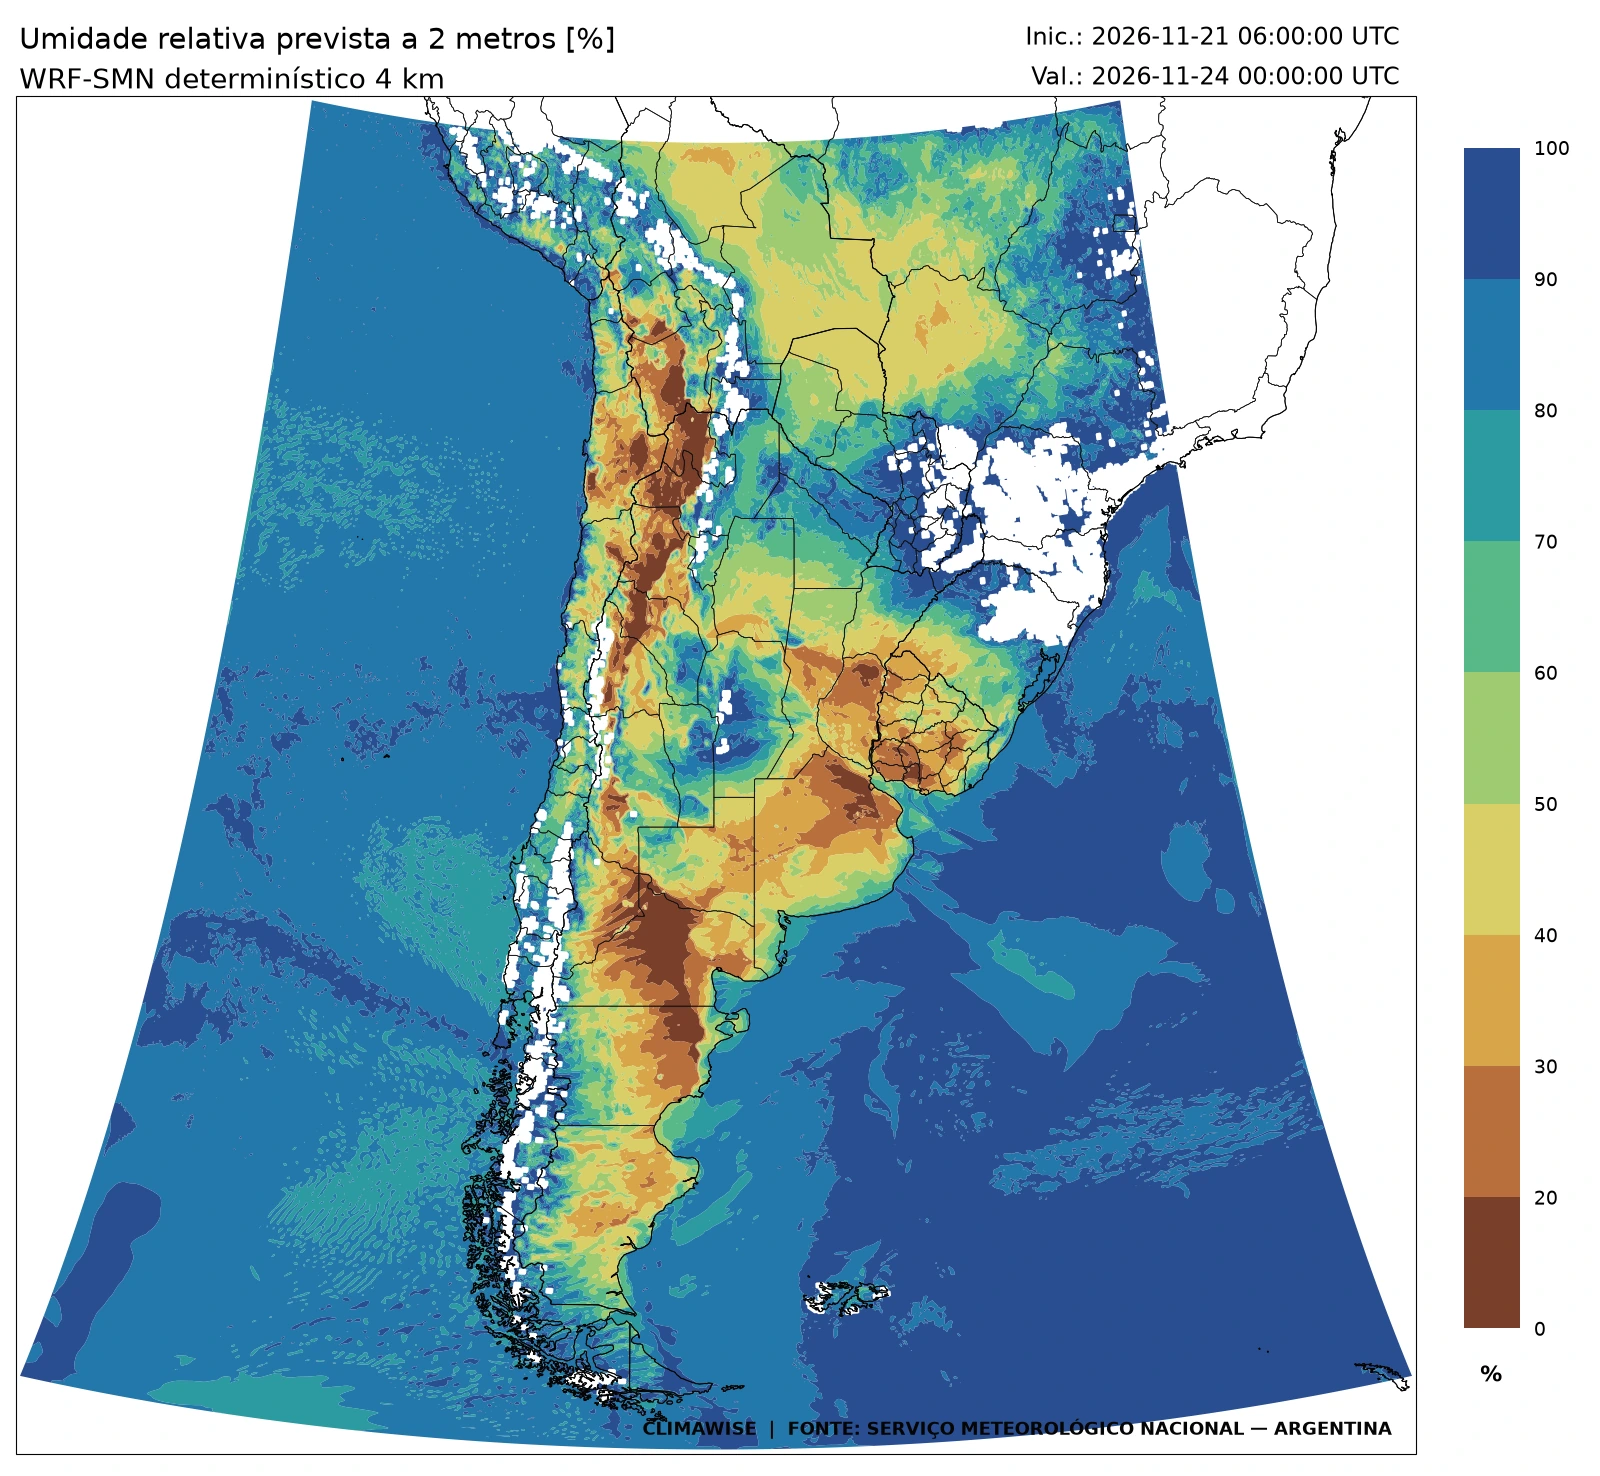 Umidade relativa prevista a 2 metros [%]
WRF-SMN determinístico 4 km
Inic.: 2026-11-21 06:00:00 UTC
Val.: 2026-11-24 00:00:00 UTC
100
90
80
70
60
50
40
30
20
0
%
CLIMAWISE | FONTE: SERVIÇO METEOROLÓGICO NACIONAL — ARGENTINA